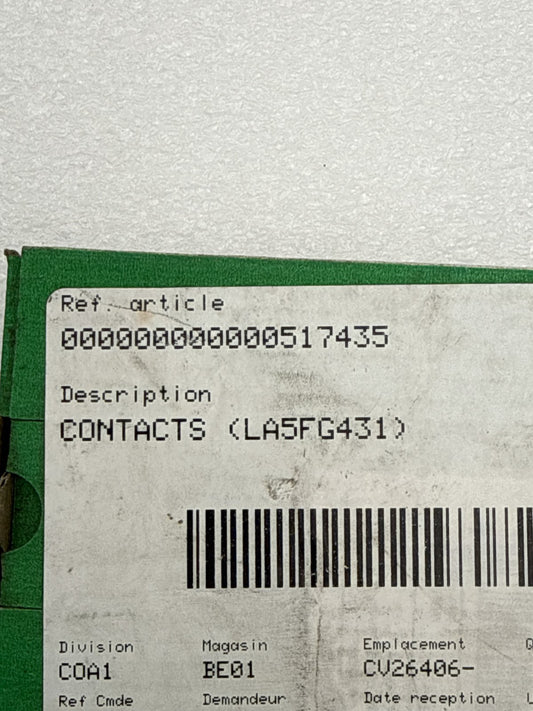 Ref. article
000000000000517435
Description
CONTACTS (LA5FG431)
Division Magasin Emplacement
COA1 BE01 CV26406-
Ref Cmde Demandeur Date reception